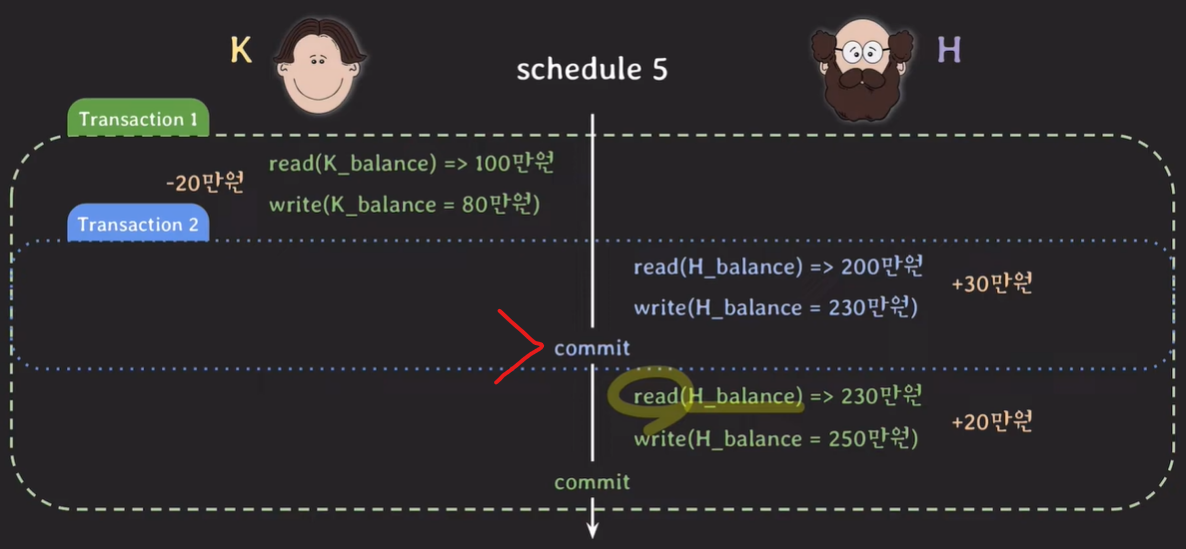 K
schedule 5
H
Transaction 1
read(K_balance) => 100만원
-20만원
write(K_balance = 80만원)
Transaction 2
read(H_balance) => 200만원
+30만원
write(H_balance = 230만원)
commit
read(H_balance) => 230만원
+20만원
write(H_balance = 250만원)
commit